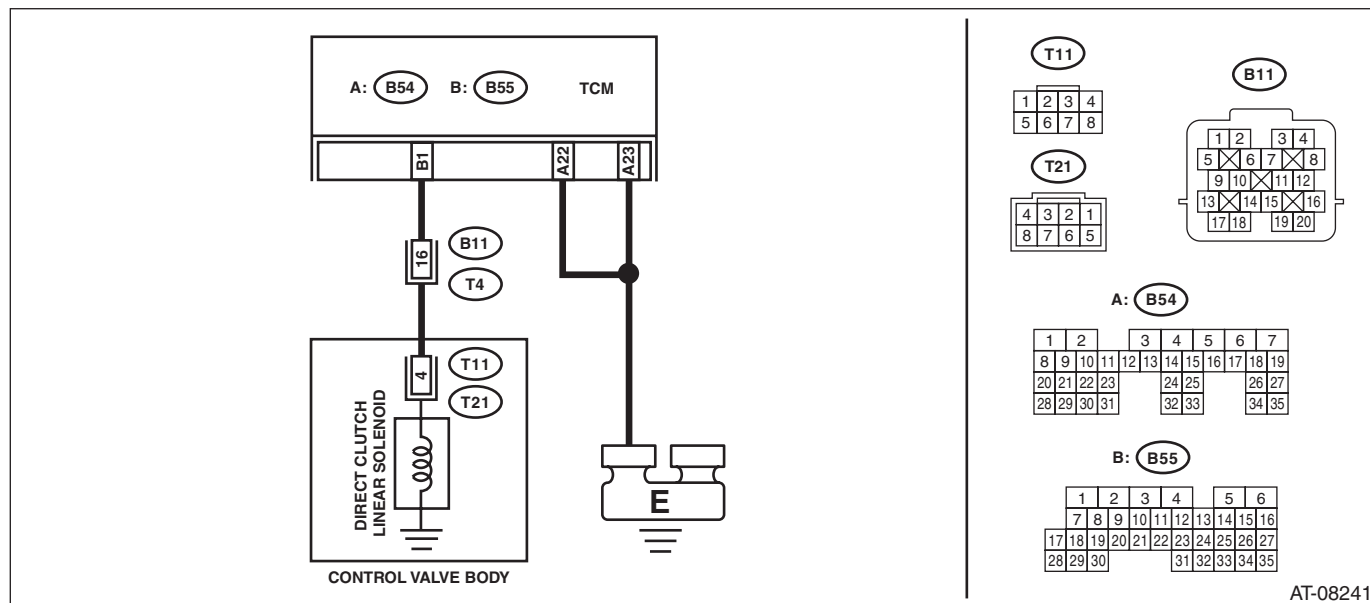 A: B54 B: B55 TCM
B1 A22 A23
16
B11
T4
4
T11
T21
DIRECT CLUTCH
LINEAR SOLENOID
E
CONTROL VALVE BODY
T11
1 2 3 4
5 6 7 8
T21
4 3 2 1
8 7 6 5
B11
1 2 3 4
5 6 7 8
9 10 11 12
13 14 15 16
17 18 19 20
A: B54
1 2 3 4 5 6 7
8 9 10 11 12 13 14 15 16 17 18 19
20 21 22 23 24 25 26 27
28 29 30 31 32 33 34 35
B: B55
1 2 3 4 5 6
7 8 9 10 11 12 13 14 15 16
17 18 19 20 21 22 23 24 25 26 27
28 29 30 31 32 33 34 35
AT-08241